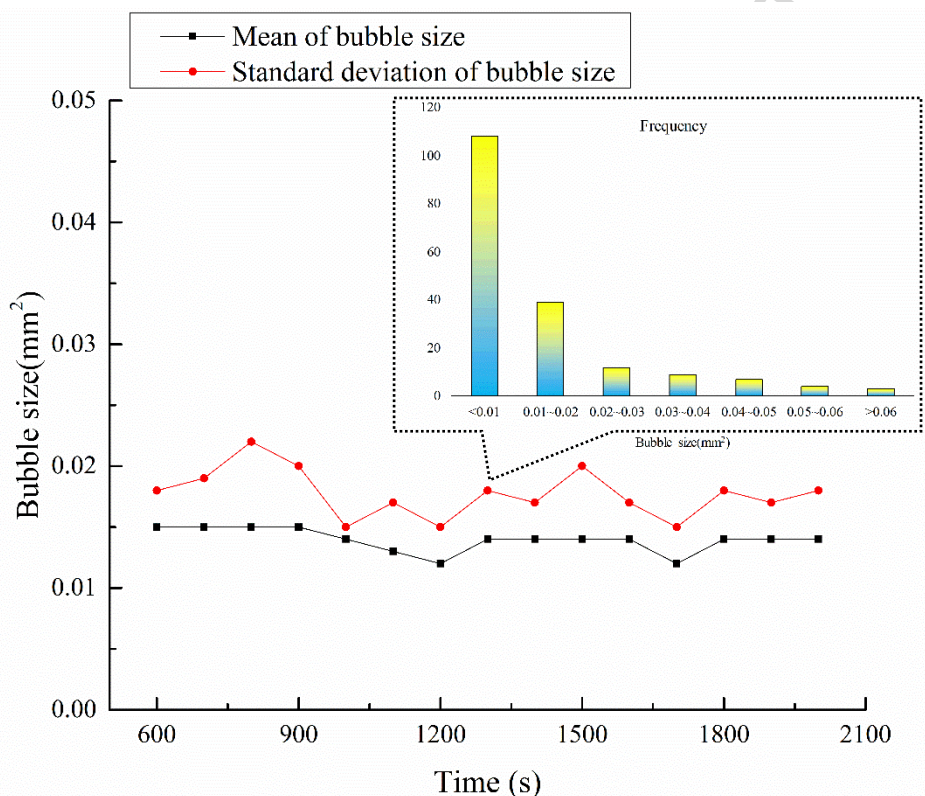 Mean of bubble size
Standard deviation of bubble size
0.05
0.04
0.03
0.02
0.01
0.00
Bubble size(mm²)
120
100
80
60
40
20
0
Frequency
<0.01 0.01~0.02 0.02~0.03 0.03~0.04 0.04~0.05 0.05~0.06 >0.06
Bubble size(mm²)
600 900 1200 1500 1800 2100
Time (s)